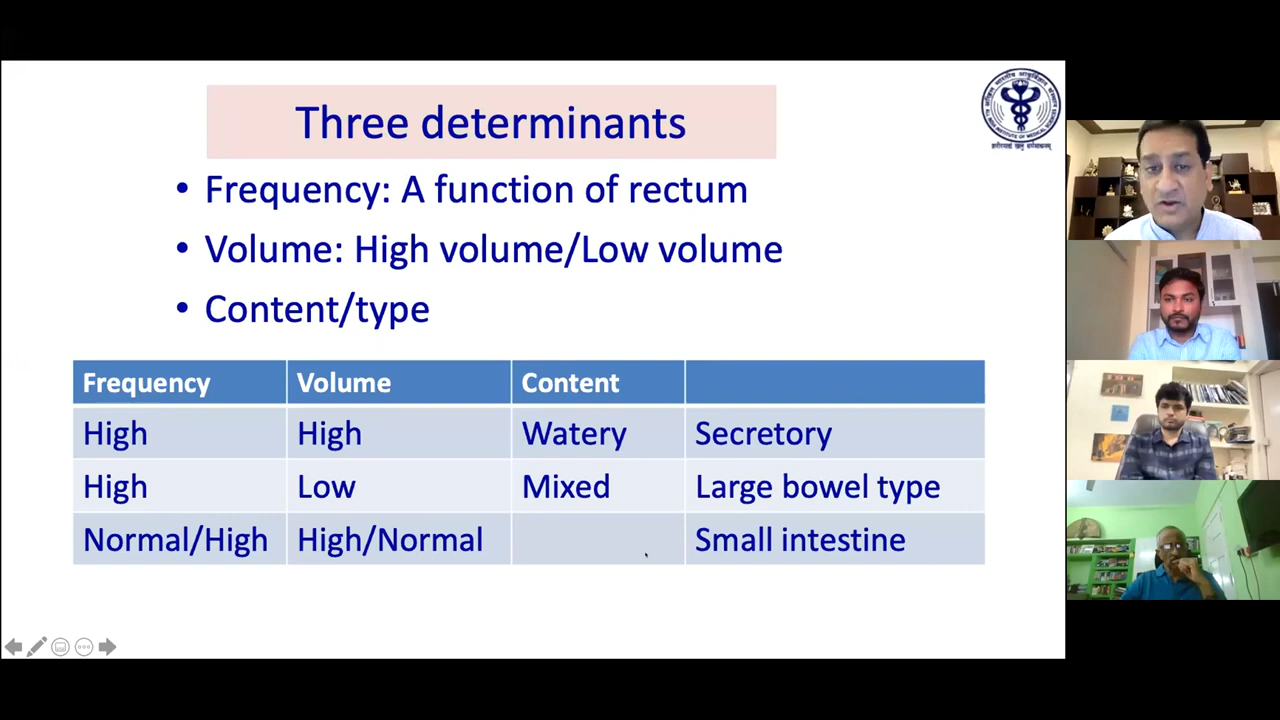 Three determinants
• Frequency: A function of rectum
• Volume: High volume/Low volume
• Content/type
Frequency Volume Content
High High Watery Secretory
High Low Mixed Large bowel type
Normal/High High/Normal Small intestine